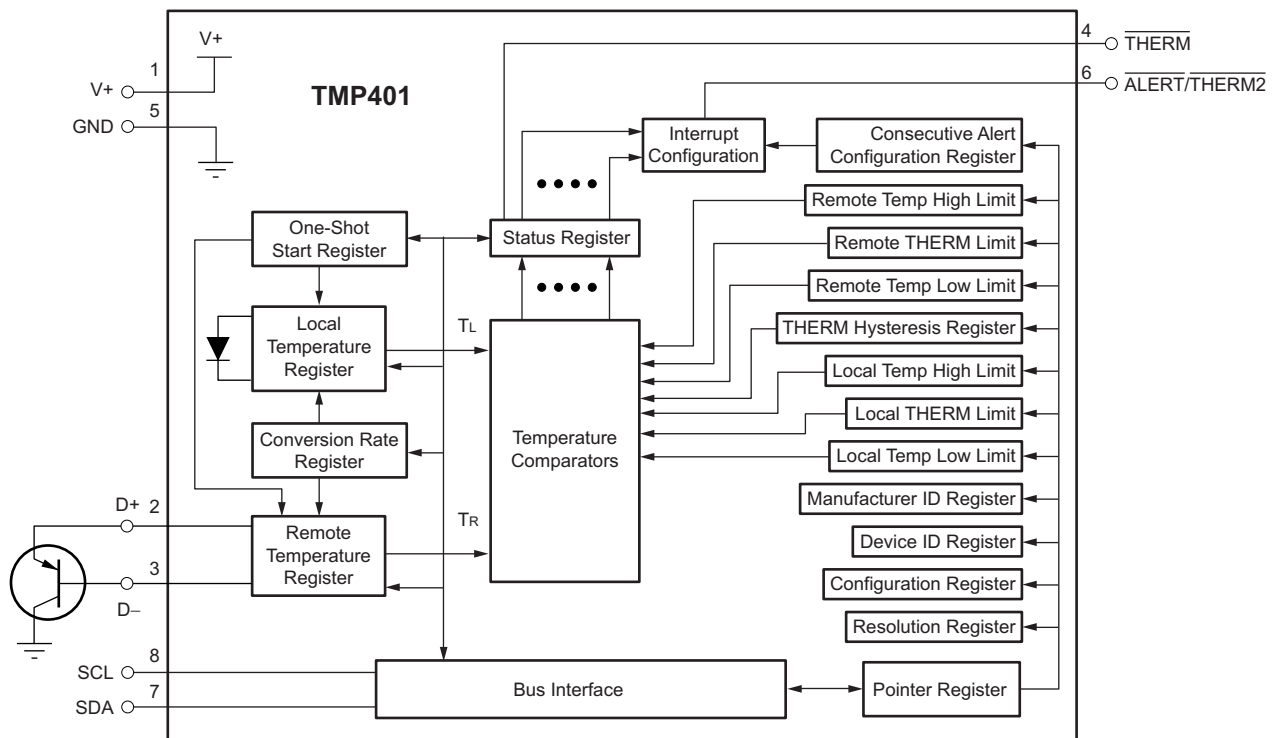 V+
1
V+
5
GND
TMP401
4
THERM
6
ALERT/THERM2
Interrupt
Configuration
Consecutive Alert
Configuration Register
Remote Temp High Limit
One-Shot
Start Register
Status Register
Remote THERM Limit
Remote Temp Low Limit
Local
Temperature
Register
TL
THERM Hysteresis Register
Local Temp High Limit
Local THERM Limit
Conversion Rate
Register
Temperature
Comparators
Local Temp Low Limit
Manufacturer ID Register
D+
2
Remote
Temperature
Register
TR
Device ID Register
3
D−
Configuration Register
Resolution Register
8
SCL
7
SDA
Bus Interface
Pointer Register